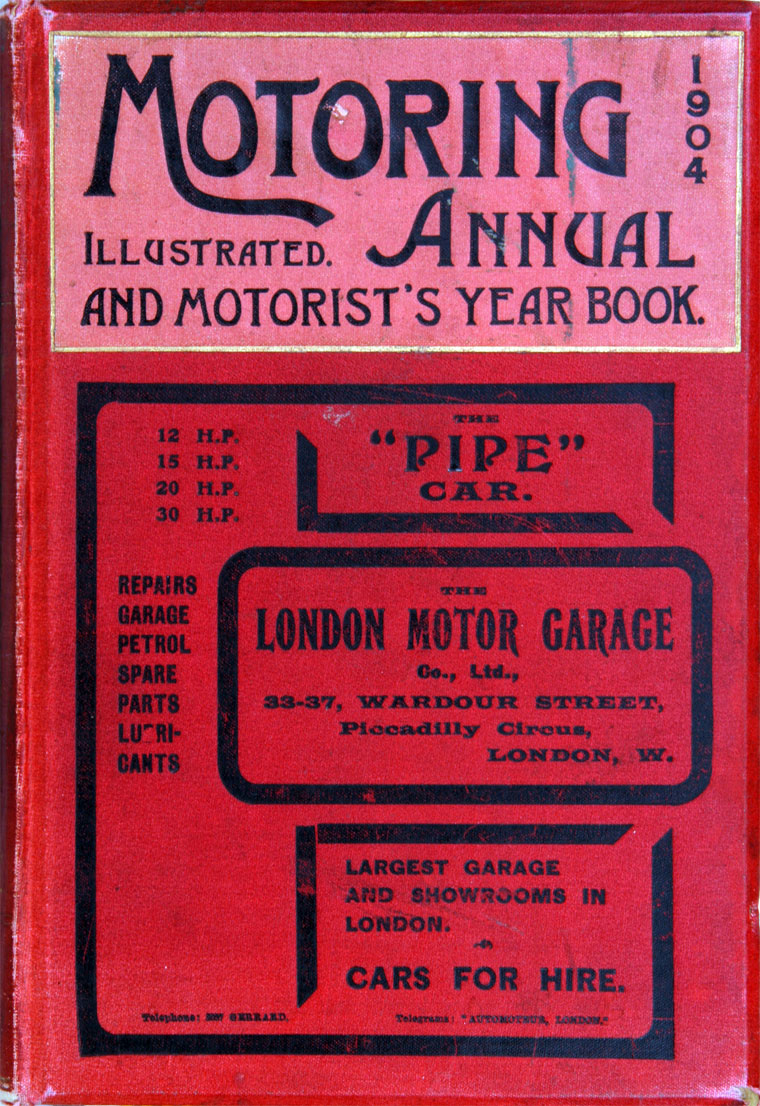 MOTORING
1904
ILLUSTRATED. ANNUAL
AND MOTORIST'S YEAR BOOK.
12 H.P.
15 H.P.
20 H.P.
30 H.P.
THE
"PIPE"
CAR.
REPAIRS
GARAGE
PETROL
SPARE
PARTS
LUBRI-
CANTS
THE
LONDON MOTOR GARAGE
Co., Ltd.,
33-37, WARDOUR STREET,
Piccadilly Circus,
LONDON, W.
LARGEST GARAGE
AND SHOWROOMS IN
LONDON.
CARS FOR HIRE.
Telephone: GERRARD.
Telegrams: "AUTOMOTEUR, LONDON."